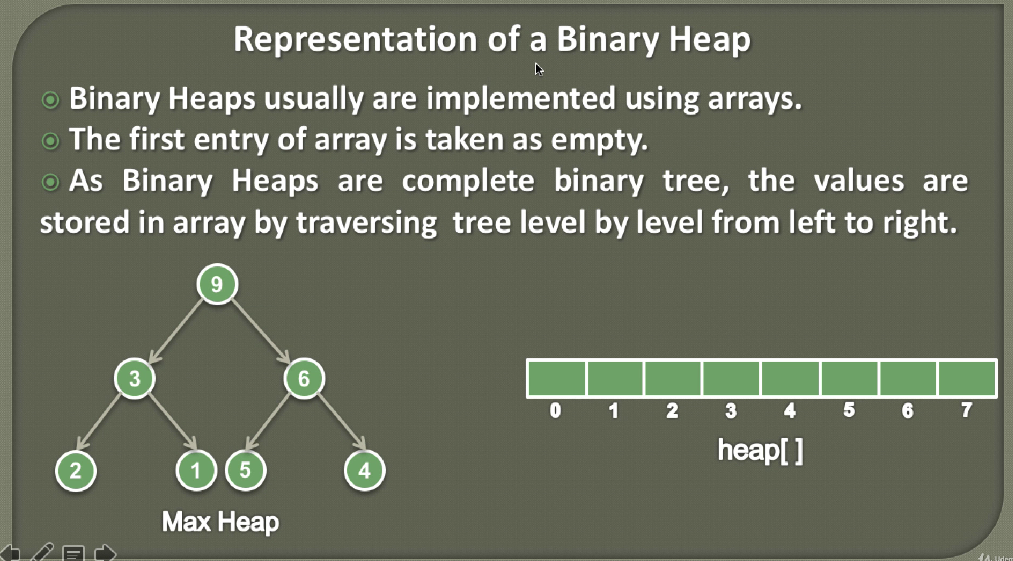 Representation of a Binary Heap
Binary Heaps usually are implemented using arrays.
The first entry of array is taken as empty.
As Binary Heaps are complete binary tree, the values are
stored in array by traversing tree level by level from left to right.
9
3 6
2 1 5 4
Max Heap
0 1 2 3 4 5 6 7
heap[ ]